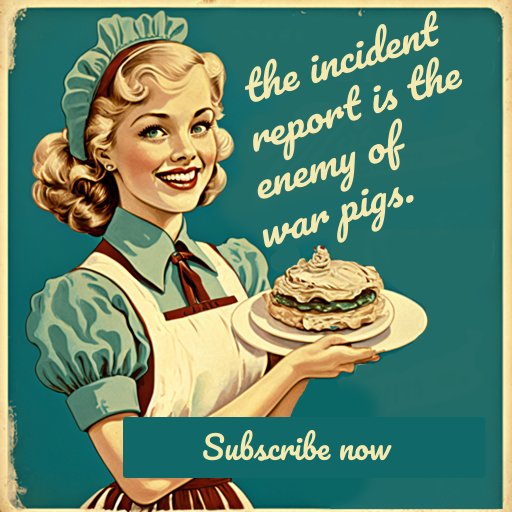 the incident
report is the
enemy of
war pigs.
Subscribe now